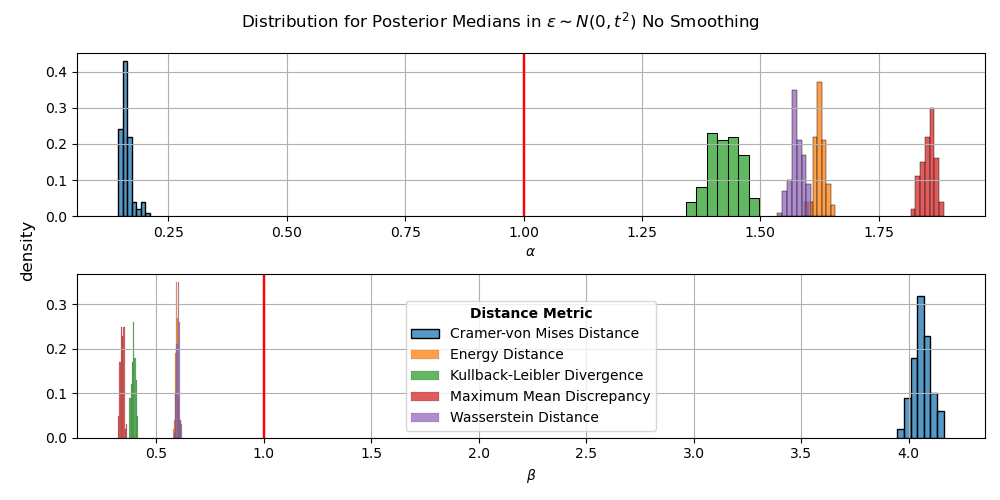 Distribution for Posterior Medians in ε ∼ N(0, t²) No Smoothing
0.4
0.3
0.2
0.1
0.0
0.25 0.50 0.75 1.00 1.25 1.50 1.75
α
density
0.3
0.2
0.1
0.0
Distance Metric
Cramer-von Mises Distance
Energy Distance
Kullback-Leibler Divergence
Maximum Mean Discrepancy
Wasserstein Distance
0.5 1.0 1.5 2.0 2.5 3.0 3.5 4.0
β